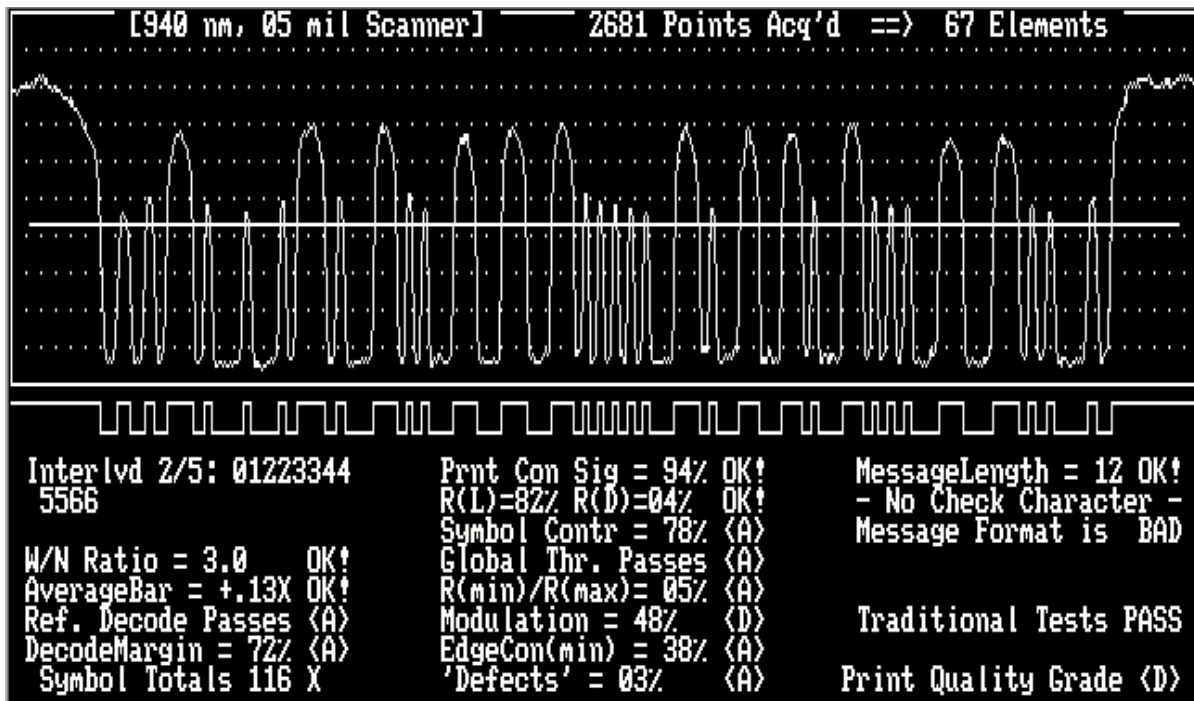 [940 nm, 05 mil Scanner] 2681 Points Acq'd ==> 67 Elements
Interlvd 2/5: 01223344
5566
W/N Ratio = 3.0 OK!
AverageBar = +.13X OK!
Ref. Decode Passes <A>
DecodeMargin = 72% <A>
Symbol Totals 116 X
Prnt Con Sig = 94% OK!
R(L)=82% R(D)=04% OK!
Symbol Contr = 78% <A>
Global Thr. Passes <A>
R(min)/R(max)= 05% <A>
Modulation = 48% <D>
EdgeCon(min) = 38% <A>
'Defects' = 03% <A>
MessageLength = 12 OK!
- No Check Character -
Message Format is BAD
Traditional Tests PASS
Print Quality Grade <D>